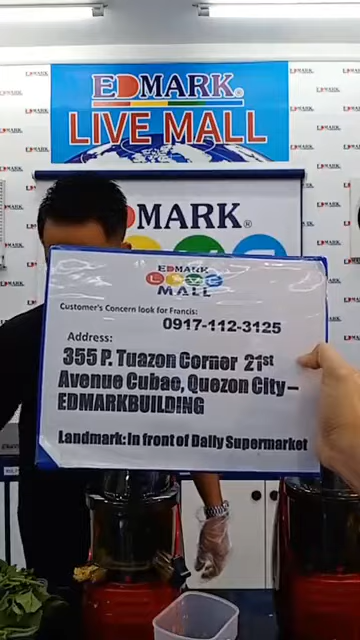 EDMARK®
LIVE MALL
EDMARK®
EDMARK
LIVE
MALL
Customer's Concern look for Francis:
0917-112-3125
Address:
355 P. Tuazon Corner 21st
Avenue Cubao, Quezon City –
EDMARKBUILDING
Landmark: In front of Daily Supermarket